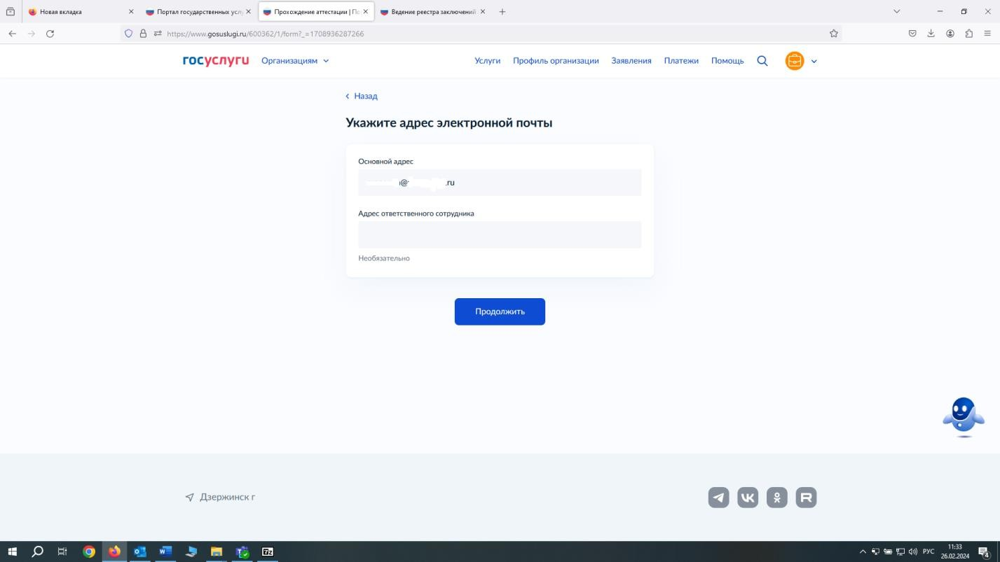 Новая вкладка
Портал государственных услу
Прохождение аттестации | По
Ведение реестра заключений
https://www.gosuslugi.ru/600362/1/form?_=1708936287266
госуслуги
Организациям
Услуги
Профиль организации
Заявления
Платежи
Помощь
Назад
Укажите адрес электронной почты
Основной адрес
@ .ru
Адрес ответственного сотрудника
Необязательно
Продолжить
Дзержинск г
РУС
11:33
26.02.2024
4